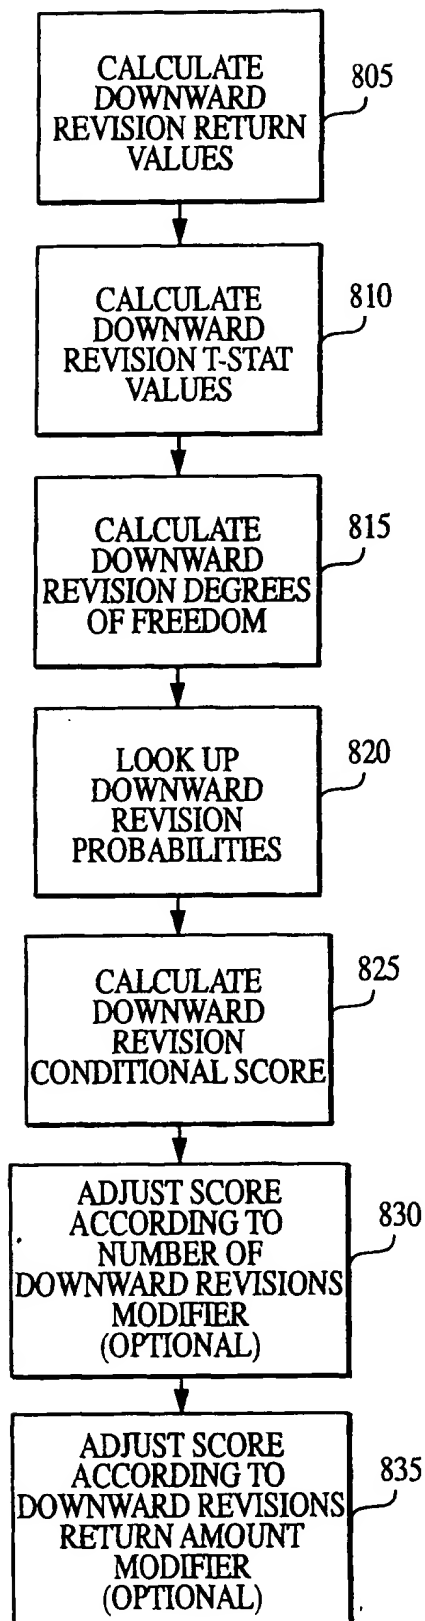 CALCULATE
DOWNWARD
REVISION RETURN
VALUES
805
CALCULATE
DOWNWARD
REVISION T-STAT
VALUES
810
CALCULATE
DOWNWARD
REVISION DEGREES
OF FREEDOM
815
LOOK UP
DOWNWARD
REVISION
PROBABILITIES
820
CALCULATE
DOWNWARD
REVISION
CONDITIONAL SCORE
825
ADJUST SCORE
ACCORDING TO
NUMBER OF
DOWNWARD REVISIONS
MODIFIER
(OPTIONAL)
830
ADJUST SCORE
ACCORDING TO
DOWNWARD REVISIONS
RETURN AMOUNT
MODIFIER
(OPTIONAL)
835